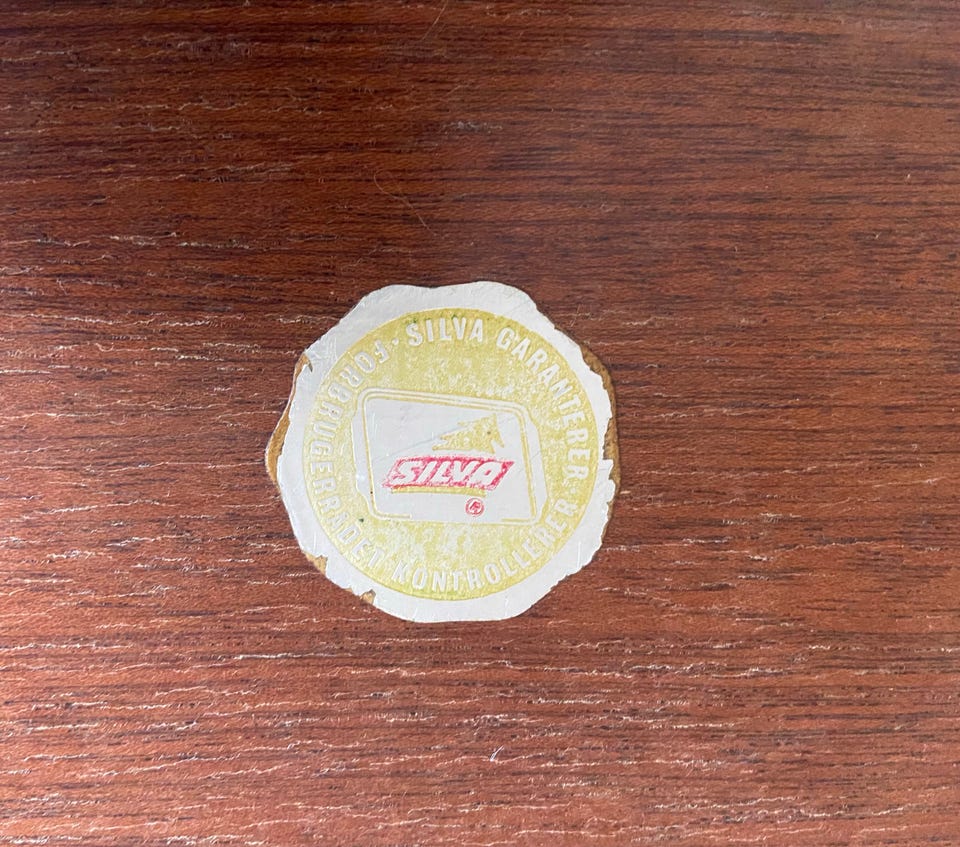 SILVA GARANTERER · FORBRUGERRÅDET KONTROLLERER
SILVA